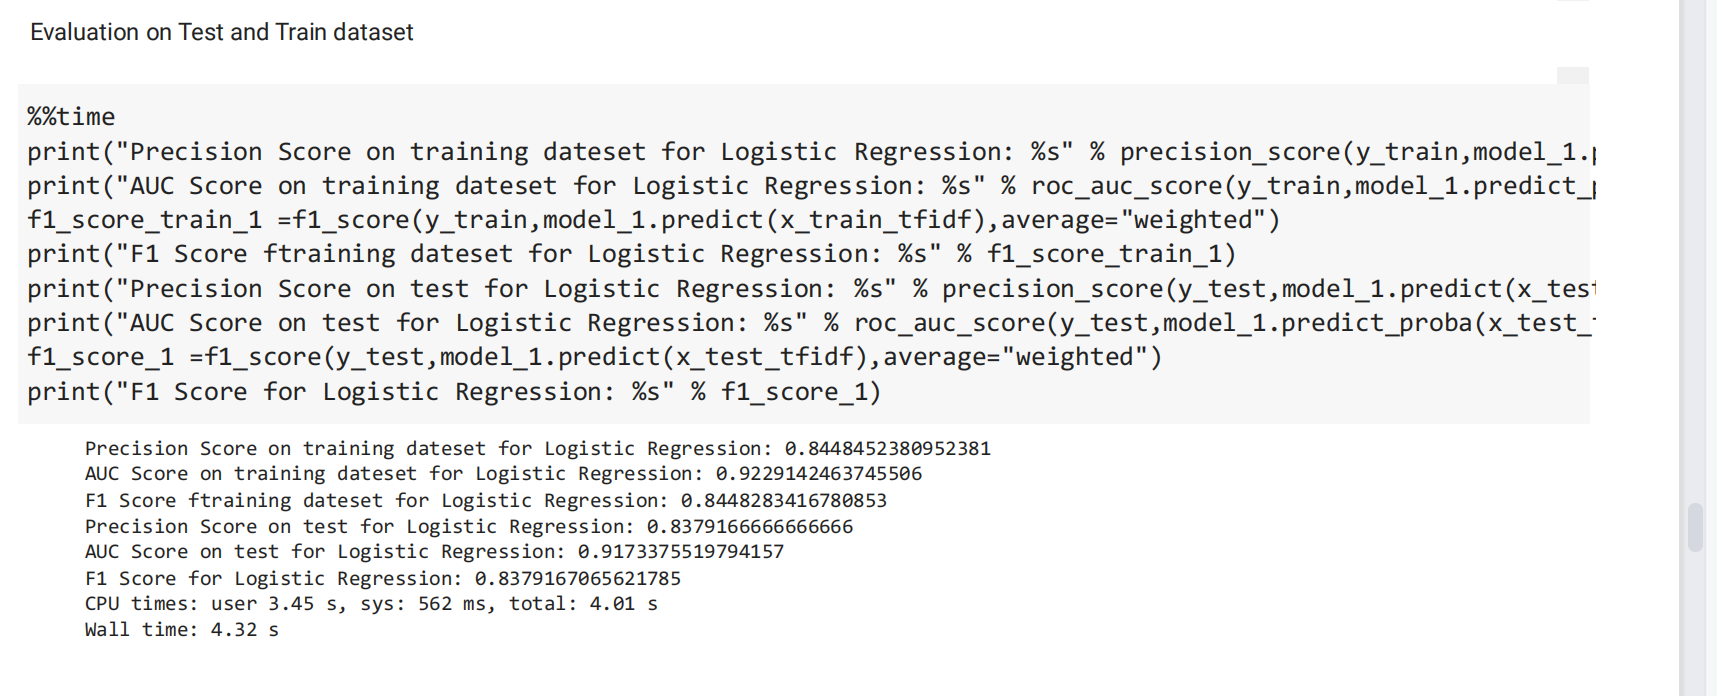 Evaluation on Test and Train dataset
%%time
print("Precision Score on training dateset for Logistic Regression: %s" % precision_score(y_train,model_1.
print("AUC Score on training dateset for Logistic Regression: %s" % roc_auc_score(y_train,model_1.predict_
f1_score_train_1 =f1_score(y_train,model_1.predict(x_train_tfidf),average="weighted")
print("F1 Score ftraining dateset for Logistic Regression: %s" % f1_score_train_1)
print("Precision Score on test for Logistic Regression: %s" % precision_score(y_test,model_1.predict(x_test
print("AUC Score on test for Logistic Regression: %s" % roc_auc_score(y_test,model_1.predict_proba(x_test_
f1_score_1 =f1_score(y_test,model_1.predict(x_test_tfidf),average="weighted")
print("F1 Score for Logistic Regression: %s" % f1_score_1)
Precision Score on training dateset for Logistic Regression: 0.8448452380952381
AUC Score on training dateset for Logistic Regression: 0.9229142463745506
F1 Score ftraining dateset for Logistic Regression: 0.8448283416780853
Precision Score on test for Logistic Regression: 0.8379166666666666
AUC Score on test for Logistic Regression: 0.9173375519794157
F1 Score for Logistic Regression: 0.8379167065621785
CPU times: user 3.45 s, sys: 562 ms, total: 4.01 s
Wall time: 4.32 s